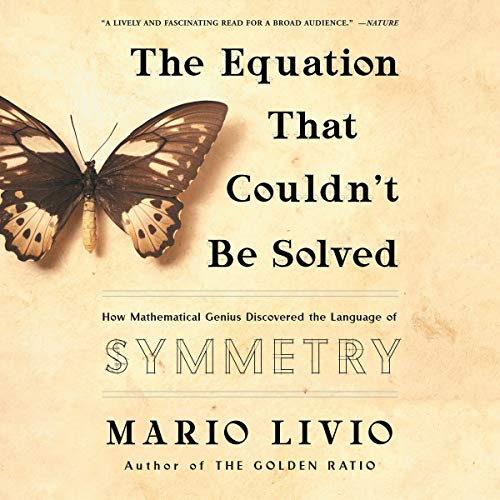 "A LIVELY AND FASCINATING READ FOR A BROAD AUDIENCE." —NATURE
The Equation
That
Couldn't
Be Solved
How Mathematical Genius Discovered the Language of
SYMMETRY
MARIO LIVIO
Author of THE GOLDEN RATIO